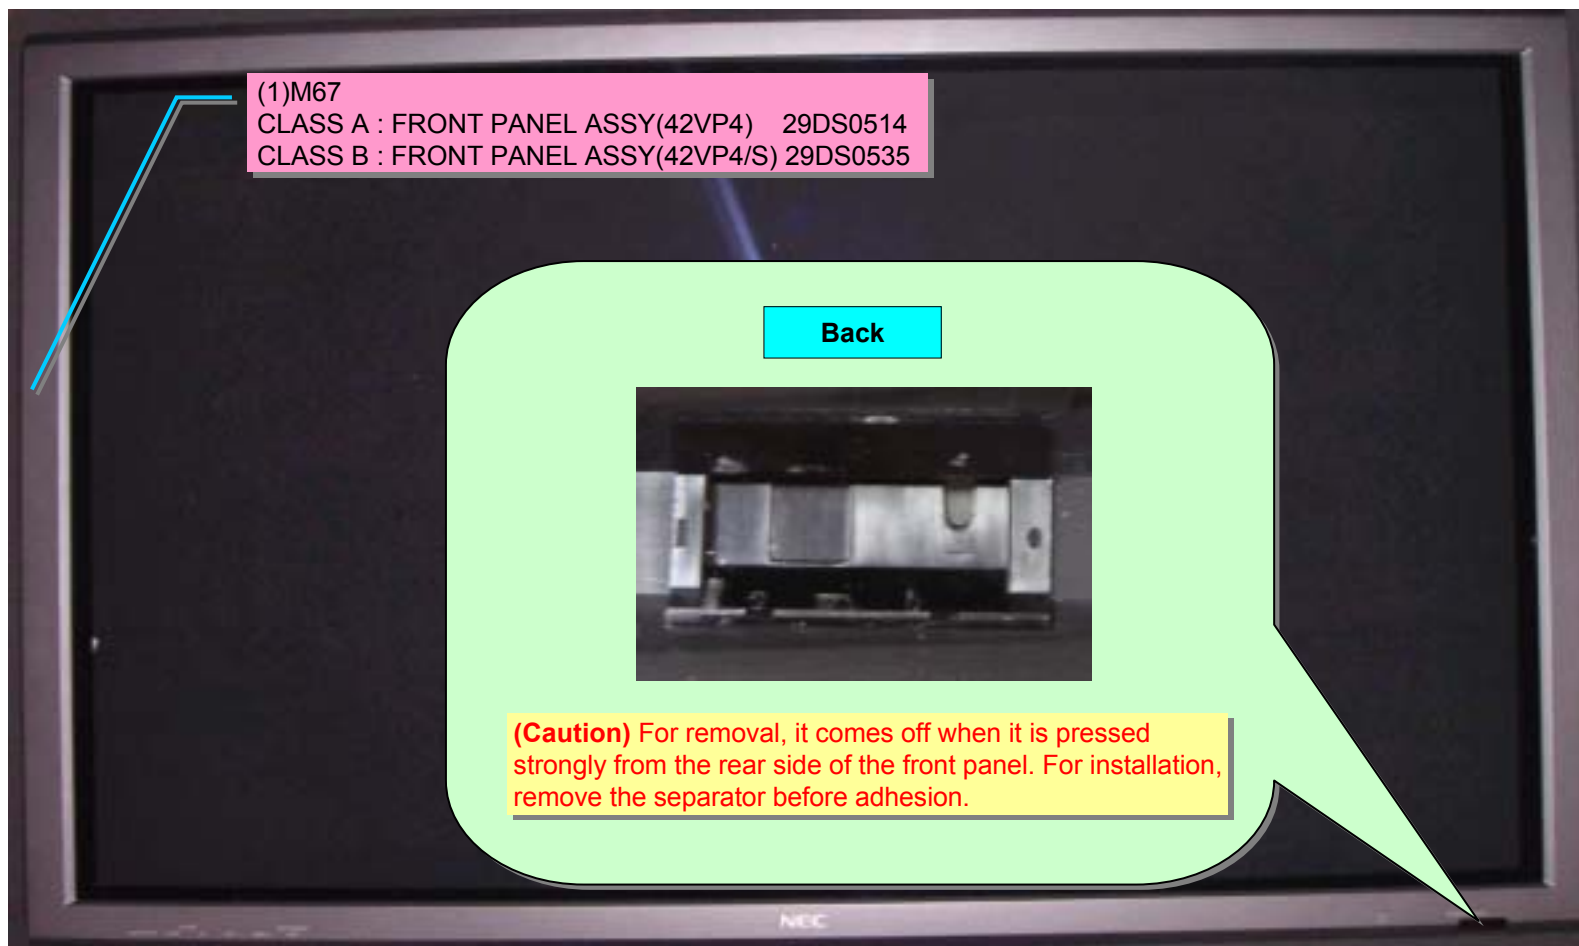 (1)M67
CLASS A : FRONT PANEL ASSY(42VP4) 29DS0514
CLASS B : FRONT PANEL ASSY(42VP4/S) 29DS0535
Back
(Caution) For removal, it comes off when it is pressed
strongly from the rear side of the front panel. For installation,
remove the separator before adhesion.
NEC